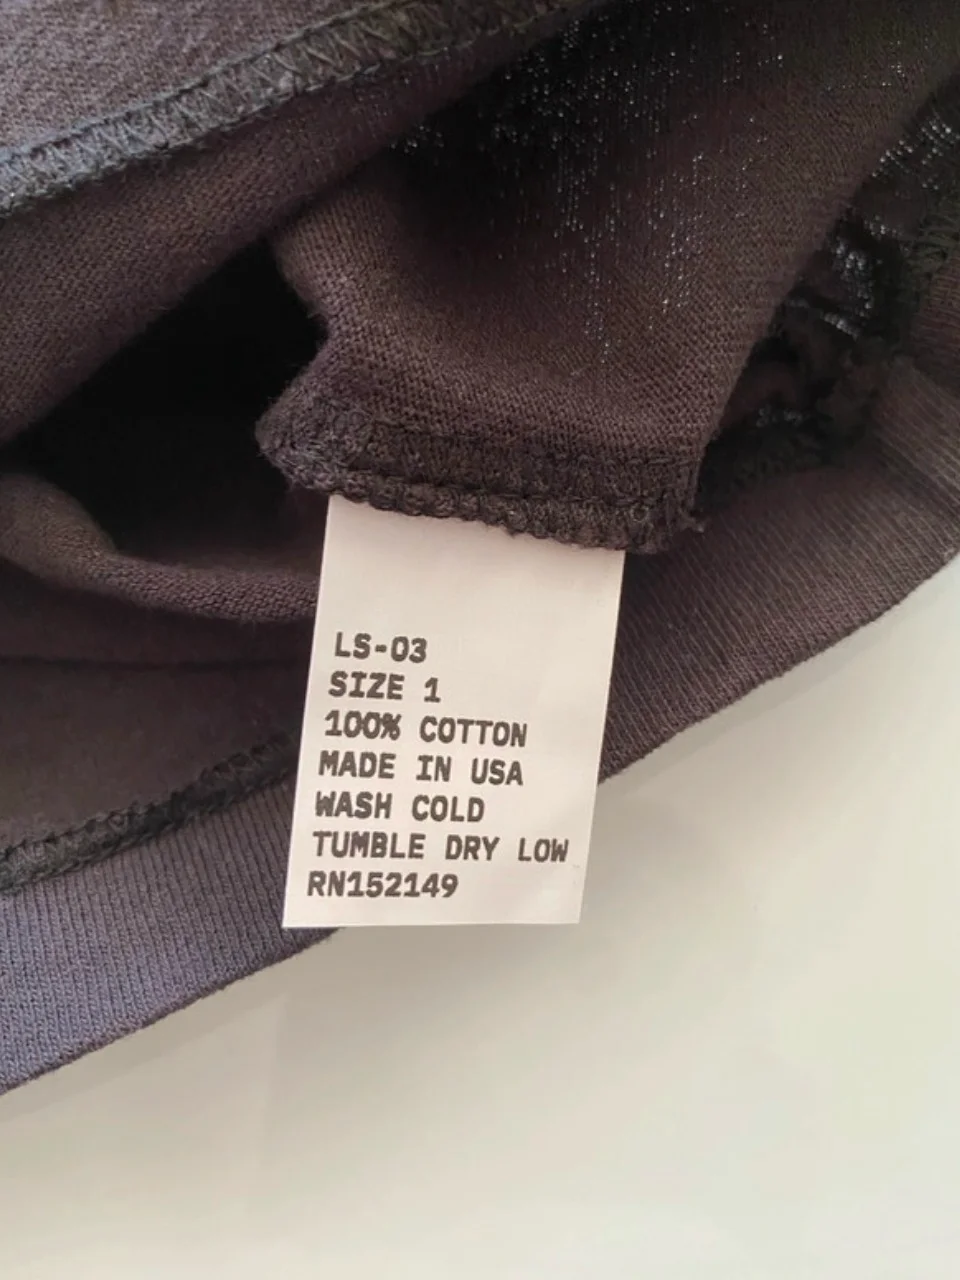 LS-03
SIZE 1
100% COTTON
MADE IN USA
WASH COLD
TUMBLE DRY LOW
RN152149